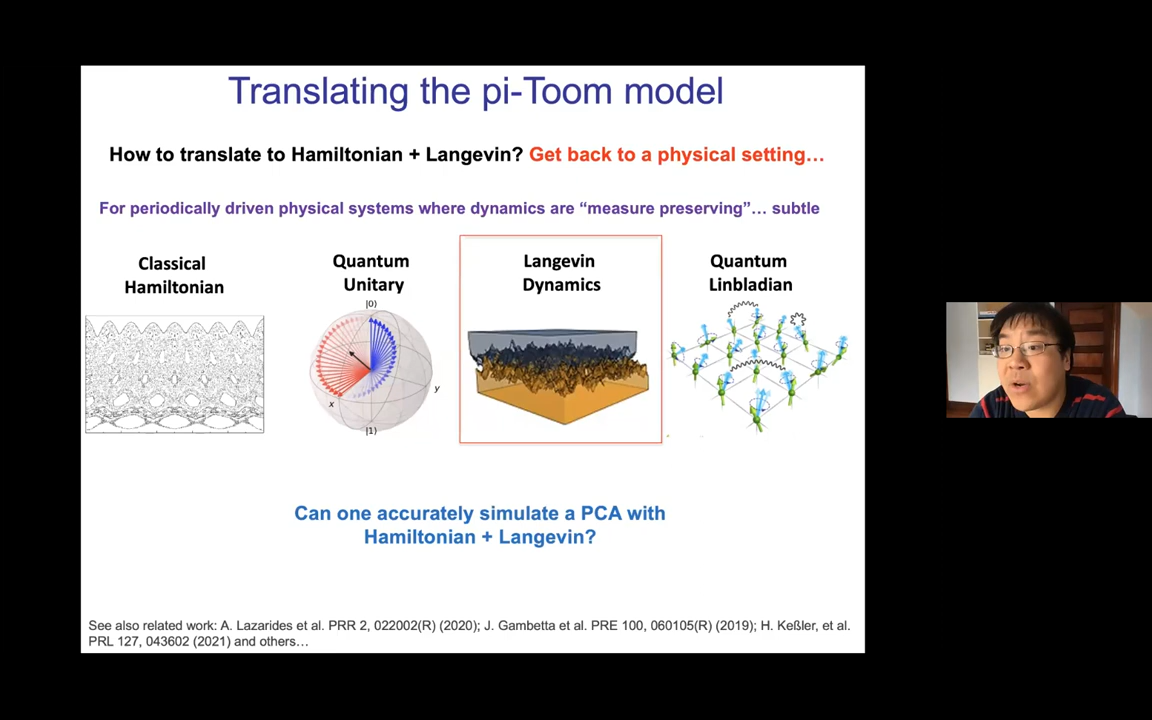 Translating the pi-Toom model
How to translate to Hamiltonian + Langevin? Get back to a physical setting…
For periodically driven physical systems where dynamics are “measure preserving”… subtle
Classical
Hamiltonian
Quantum
Unitary
Langevin
Dynamics
Quantum
Linbladian
|0⟩
y
x
|1⟩
Can one accurately simulate a PCA with
Hamiltonian + Langevin?
See also related work: A. Lazarides et al. PRR 2, 022002(R) (2020); J. Gambetta et al. PRE 100, 060105(R) (2019); H. Keßler, et al.
PRL 127, 043602 (2021) and others…